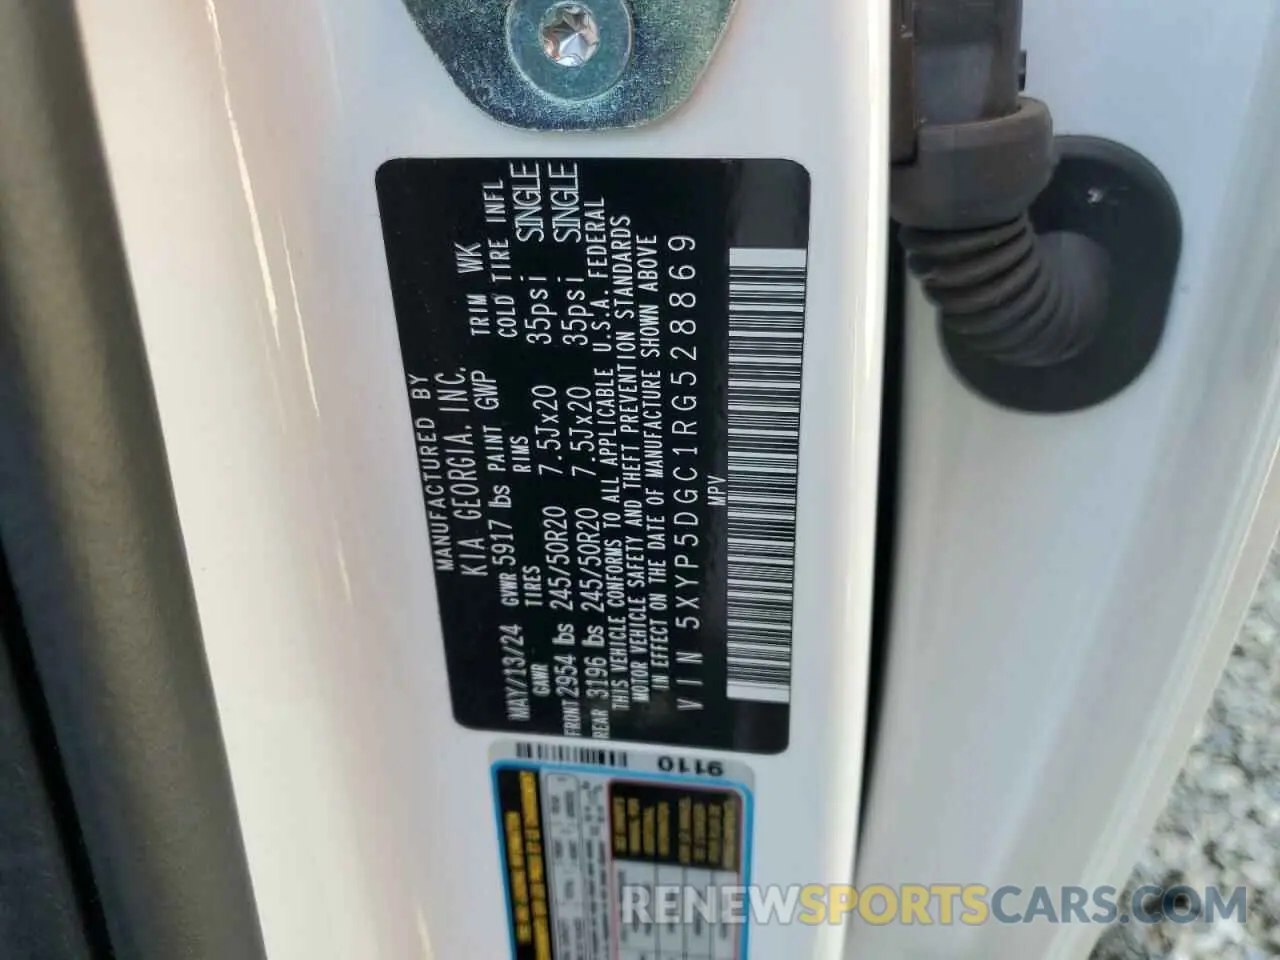 MANUFACTURED BY
KIA GEORGIA, INC.
MAY/13/24 GVWR 5917 lbs PAINT GWP TRIM WK
GAWR TIRES RIMS COLD TIRE INFL
FRONT 2954 lbs 245/50R20 7.5Jx20 35psi SINGLE
REAR 3196 lbs 245/50R20 7.5Jx20 35psi SINGLE
THIS VEHICLE CONFORMS TO ALL APPLICABLE U.S.A. FEDERAL
MOTOR VEHICLE SAFETY AND THEFT PREVENTION STANDARDS
IN EFFECT ON THE DATE OF MANUFACTURE SHOWN ABOVE
VIN 5XYP5DGC1RG528869
MPV
9110
RENEWSPORTSCARS.COM